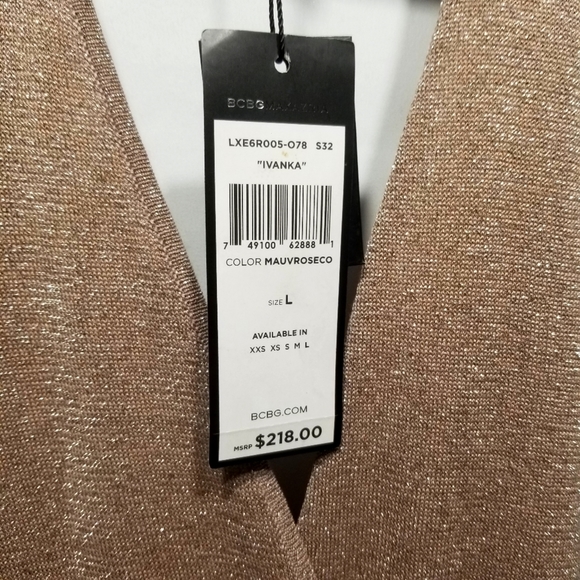 BCBGMAXAZRIA
LXE6R005-O78 S32
"IVANKA"
7 49100 62888 1
COLOR MAUVROSECO
SIZE L
AVAILABLE IN
XXS XS S M L
BCBG.COM
MSRP $218.00